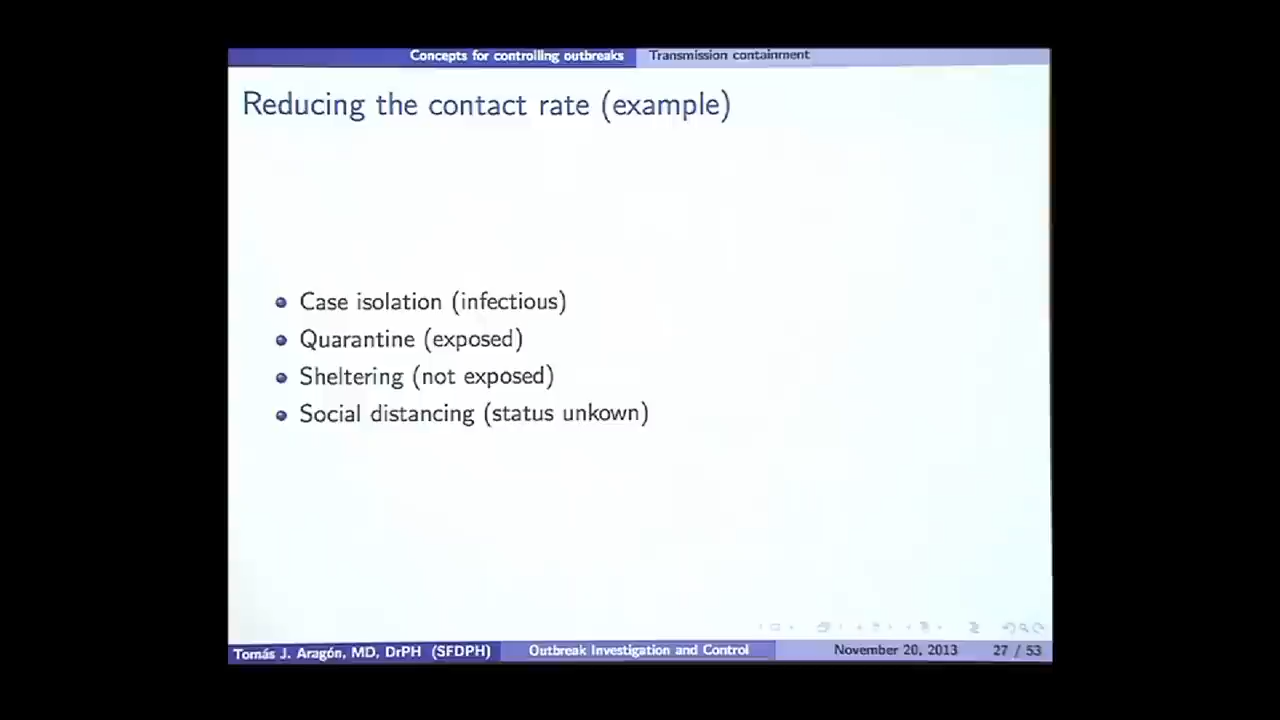 Concepts for controlling outbreaks Transmission containment
Reducing the contact rate (example)
Case isolation (infectious)
Quarantine (exposed)
Sheltering (not exposed)
Social distancing (status unkown)
Tomás J. Aragón, MD, DrPH (SFDPH) Outbreak Investigation and Control November 20, 2013 27 / 53